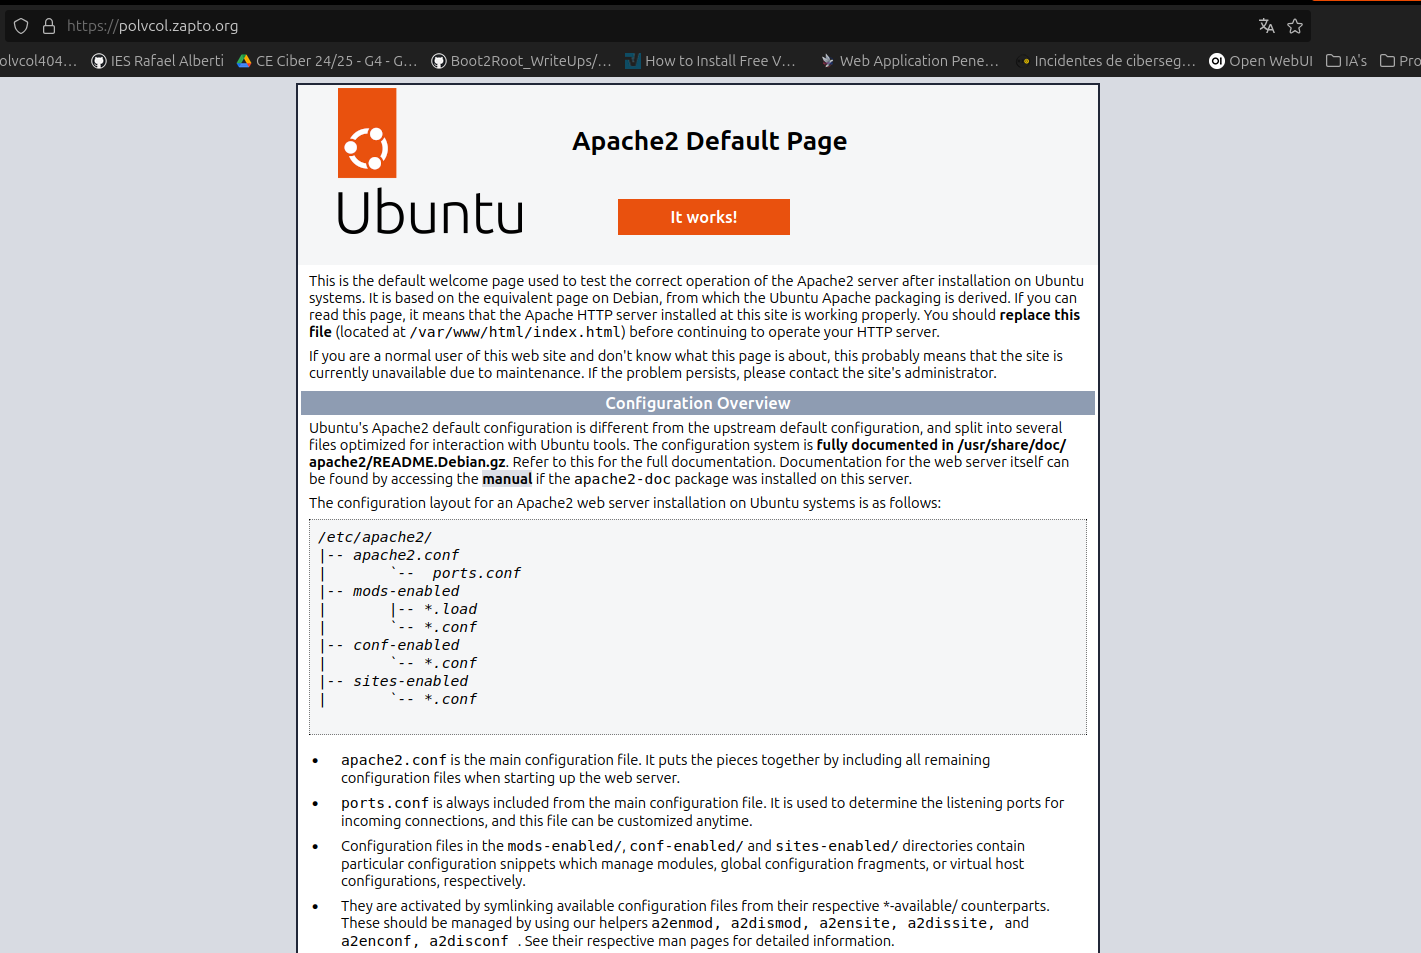 https://polvcol.zapto.org
olvcol404…  IES Rafael Alberti  CE Ciber 24/25 - G4 - G…  Boot2Root_WriteUps/…  How to Install Free V…  Web Application Pene…  Incidentes de ciberseg…  OI Open WebUI  IA's  Pro
Apache2 Default Page
Ubuntu
It works!
This is the default welcome page used to test the correct operation of the Apache2 server after installation on Ubuntu
systems. It is based on the equivalent page on Debian, from which the Ubuntu Apache packaging is derived. If you can
read this page, it means that the Apache HTTP server installed at this site is working properly. You should replace this
file (located at /var/www/html/index.html) before continuing to operate your HTTP server.
If you are a normal user of this web site and don't know what this page is about, this probably means that the site is
currently unavailable due to maintenance. If the problem persists, please contact the site's administrator.
Configuration Overview
Ubuntu's Apache2 default configuration is different from the upstream default configuration, and split into several
files optimized for interaction with Ubuntu tools. The configuration system is fully documented in /usr/share/doc/
apache2/README.Debian.gz. Refer to this for the full documentation. Documentation for the web server itself can
be found by accessing the manual if the apache2-doc package was installed on this server.
The configuration layout for an Apache2 web server installation on Ubuntu systems is as follows:
/etc/apache2/
|-- apache2.conf
|       `--  ports.conf
|-- mods-enabled
|       |-- *.load
|       `-- *.conf
|-- conf-enabled
|       `-- *.conf
|-- sites-enabled
|       `-- *.conf
• apache2.conf is the main configuration file. It puts the pieces together by including all remaining
configuration files when starting up the web server.
• ports.conf is always included from the main configuration file. It is used to determine the listening ports for
incoming connections, and this file can be customized anytime.
• Configuration files in the mods-enabled/, conf-enabled/ and sites-enabled/ directories contain
particular configuration snippets which manage modules, global configuration fragments, or virtual host
configurations, respectively.
• They are activated by symlinking available configuration files from their respective *-available/ counterparts.
These should be managed by using our helpers a2enmod, a2dismod, a2ensite, a2dissite, and
a2enconf, a2disconf . See their respective man pages for detailed information.